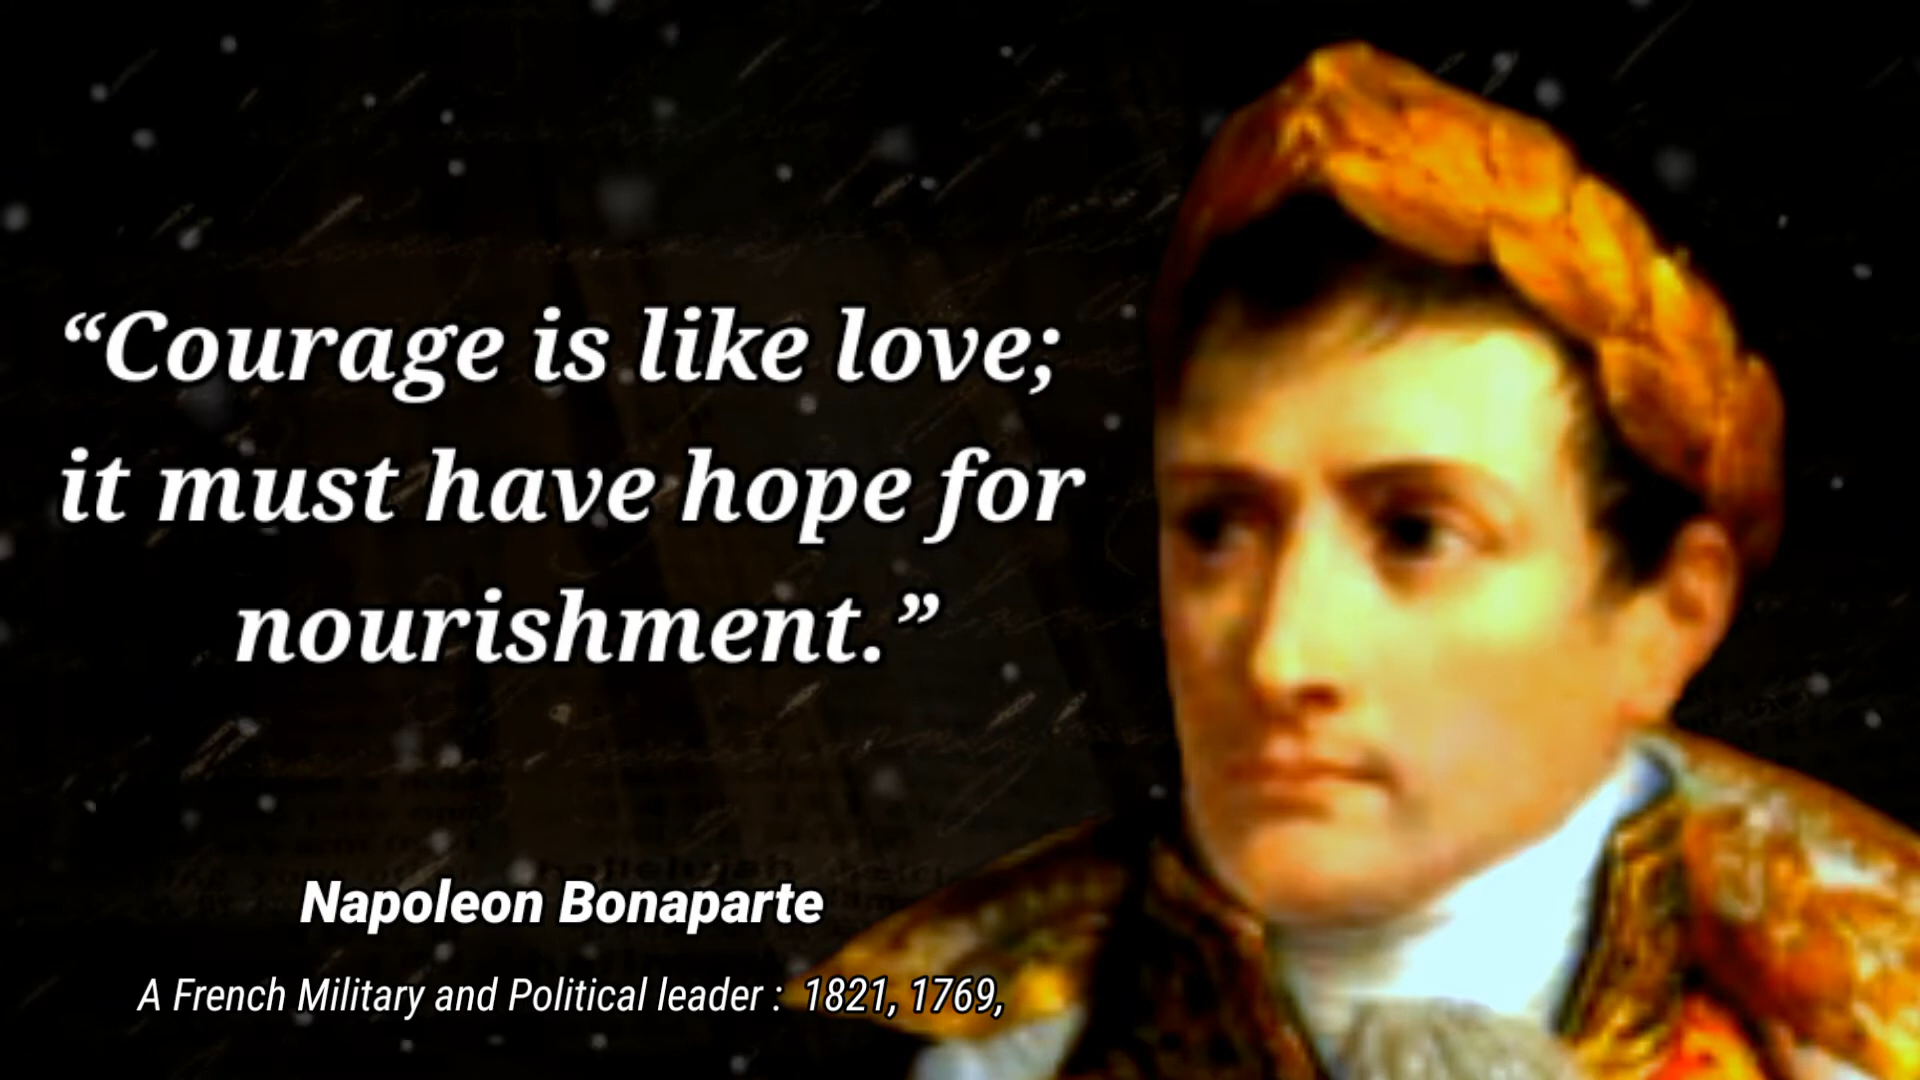 “Courage is like love;
it must have hope for
nourishment.”
hallelujah
Napoleon Bonaparte
A French Military and Political leader : 1821, 1769,